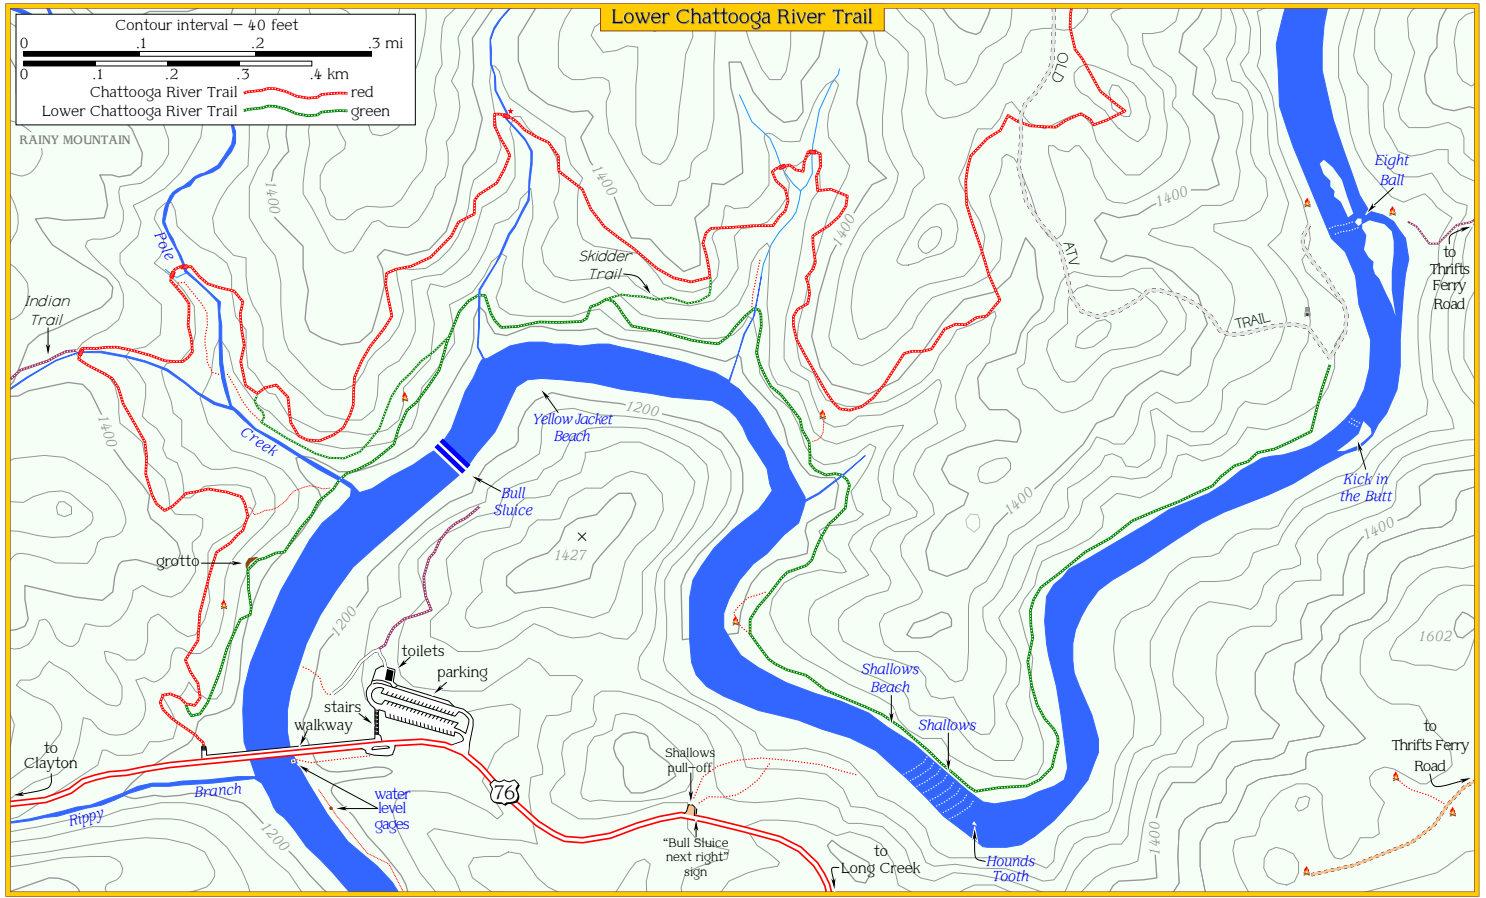 Lower Chattooga River Trail
Contour interval – 40 feet
0 .1 .2 .3 mi
0 .1 .2 .3 .4 km
Chattooga River Trail red
Lower Chattooga River Trail green
RAINY MOUNTAIN
OLD
1400
1400
1400
1400
Eight
Ball
Pole
Skidder
Trail
ATV
to
Thrifts
Ferry
Road
Indian
Trail
TRAIL
1400
1200
Yellow Jacket
Beach
Creek
Bull
Sluice
Kick in
the Butt
1400
1400
1427
grotto
1200
1602
toilets
parking
stairs
walkway
Shallows
Beach
Shallows
to
Clayton
Shallows
pull-off
to
Thrifts Ferry
Road
76
Branch
Rippy
water
level
gages
1200
1400
"Bull Sluice
next right"
sign
to
Long Creek
Hounds
Tooth